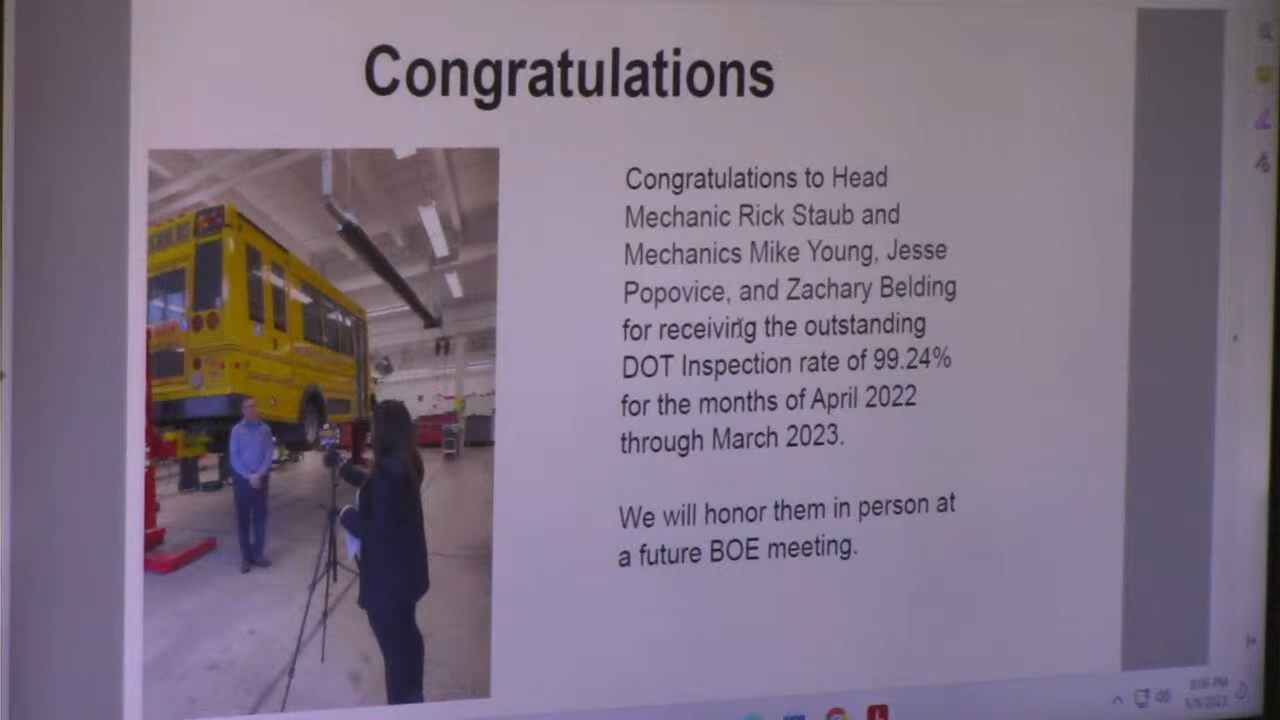 Congratulations
Congratulations to Head
Mechanic Rick Staub and
Mechanics Mike Young, Jesse
Popovice, and Zachary Belding
for receiving the outstanding
DOT Inspection rate of 99.24%
for the months of April 2022
through March 2023.
We will honor them in person at
a future BOE meeting.